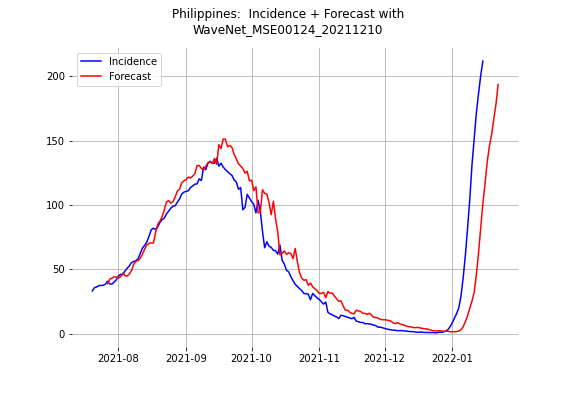 Philippines:  Incidence + Forecast with
WaveNet_MSE00124_20211210
Incidence
Forecast
200
150
100
50
0
2021-08 2021-09 2021-10 2021-11 2021-12 2022-01